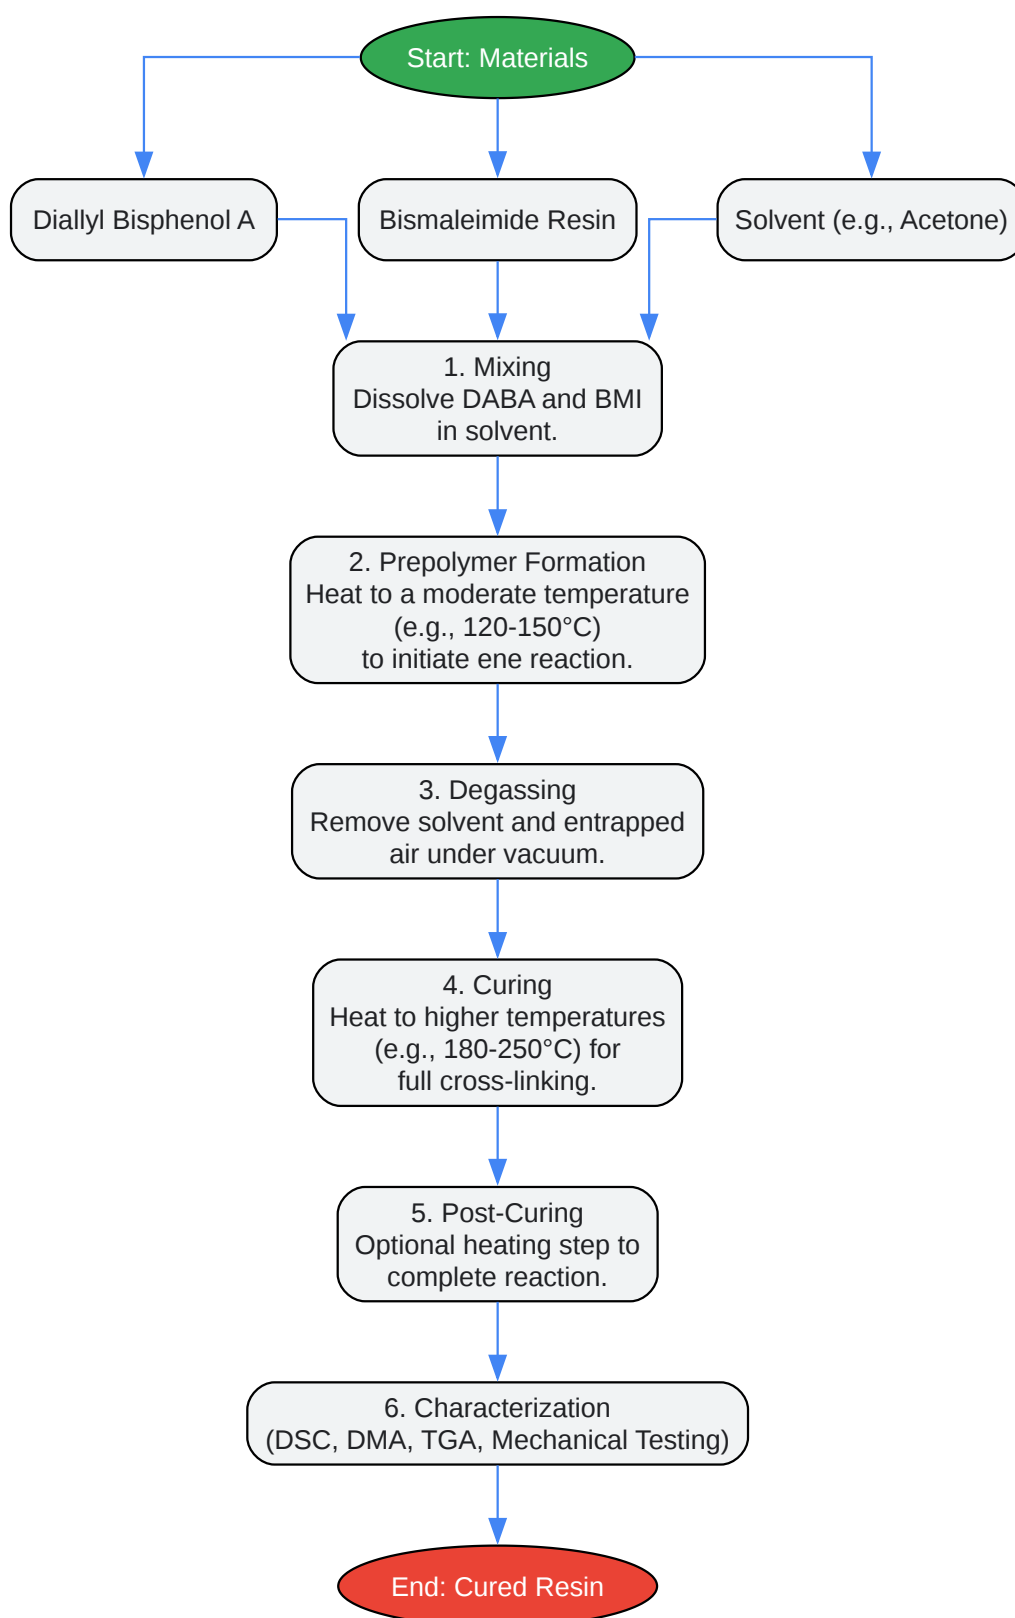 Start: Materials
Diallyl Bisphenol A
Bismaleimide Resin
Solvent (e.g., Acetone)
1. Mixing
Dissolve DABA and BMI
in solvent.
2. Prepolymer Formation
Heat to a moderate temperature
(e.g., 120-150°C)
to initiate ene reaction.
3. Degassing
Remove solvent and entrapped
air under vacuum.
4. Curing
Heat to higher temperatures
(e.g., 180-250°C) for
full cross-linking.
5. Post-Curing
Optional heating step to
complete reaction.
6. Characterization
(DSC, DMA, TGA, Mechanical Testing)
End: Cured Resin